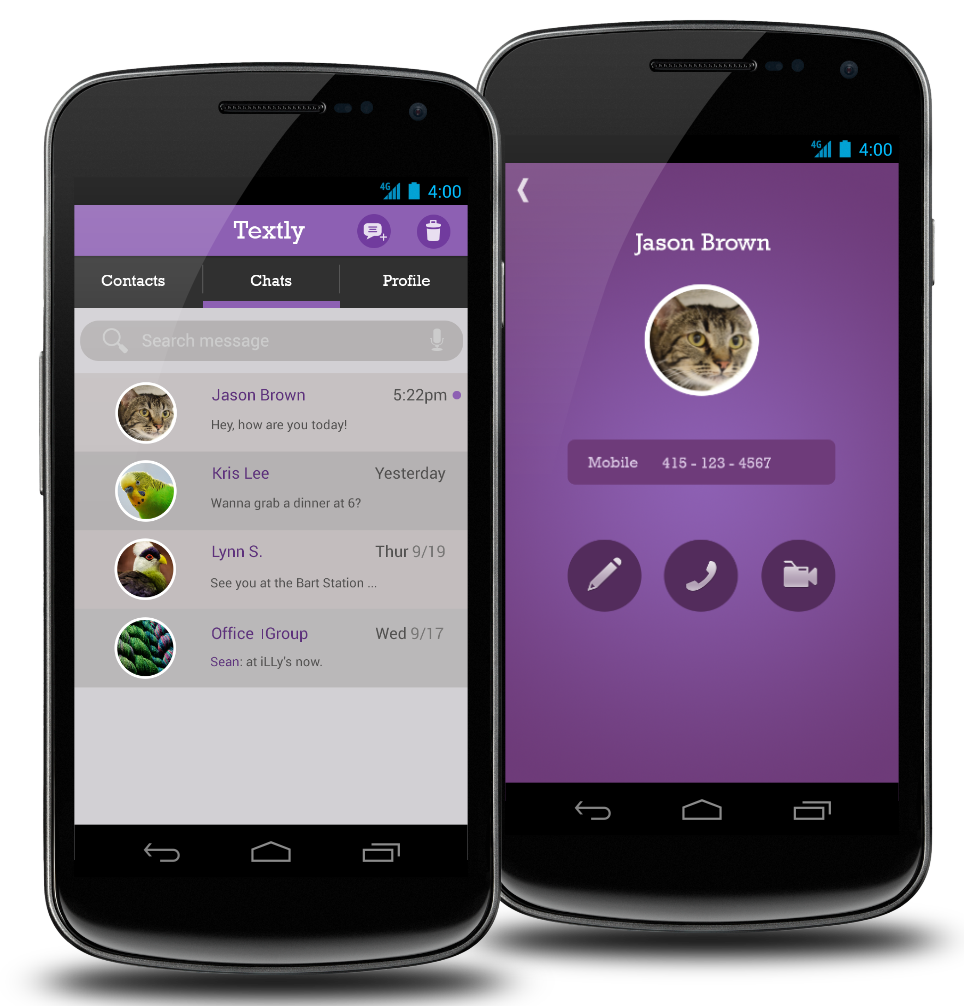 4G 4:00
Textly
Contacts Chats Profile
Search message
Jason Brown 5:22pm
Hey, how are you today!
Kris Lee Yesterday
Wanna grab a dinner at 6?
Lynn S. Thur 9/19
See you at the Bart Station ...
Office |Group Wed 9/17
Sean: at iLLy's now.
4G 4:00
Jason Brown
Mobile 415 - 123 - 4567